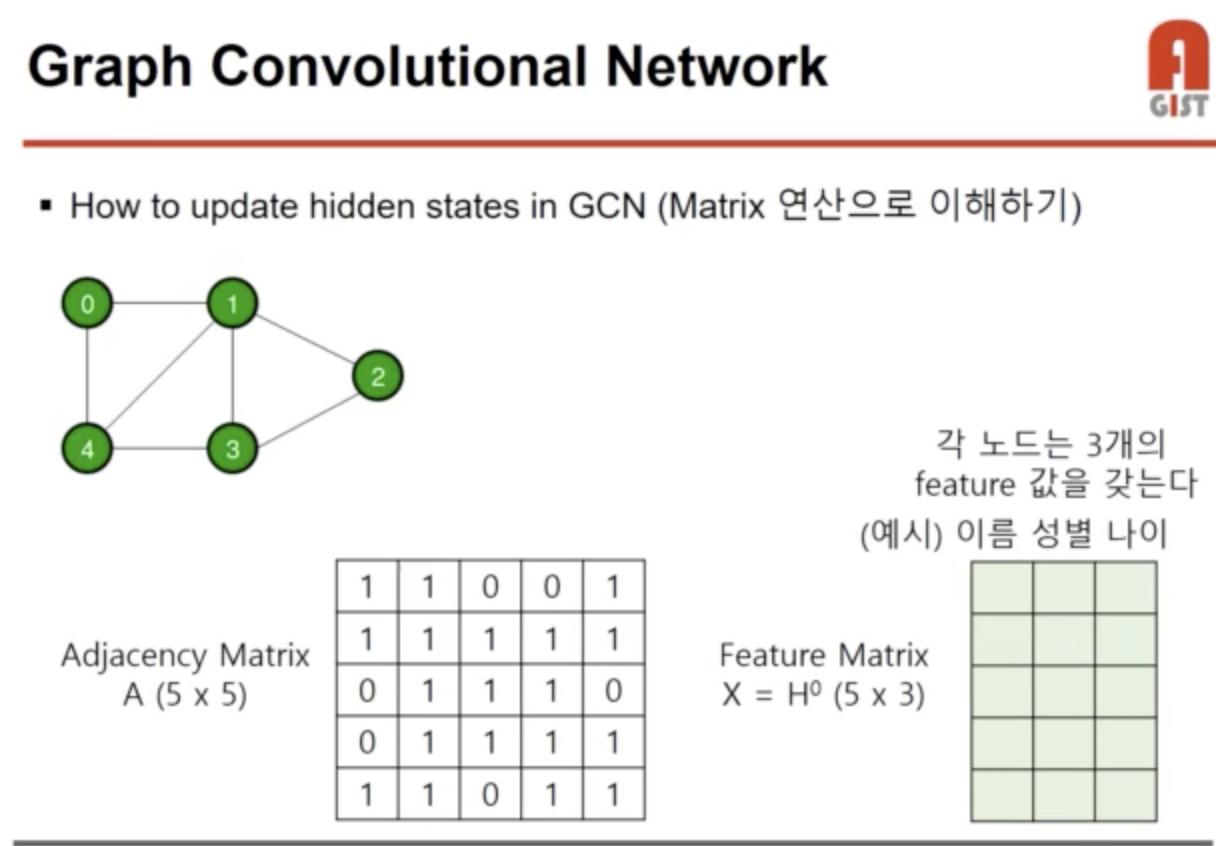 Graph Convolutional Network
GIST
▪ How to update hidden states in GCN (Matrix 연산으로 이해하기)
0 1
2
4 3
각 노드는 3개의
feature 값을 갖는다
(예시) 이름 성별 나이
Adjacency Matrix
A (5 x 5)
1 1 0 0 1
1 1 1 1 1
0 1 1 1 0
0 1 1 1 1
1 1 0 1 1
Feature Matrix
X = H⁰ (5 x 3)